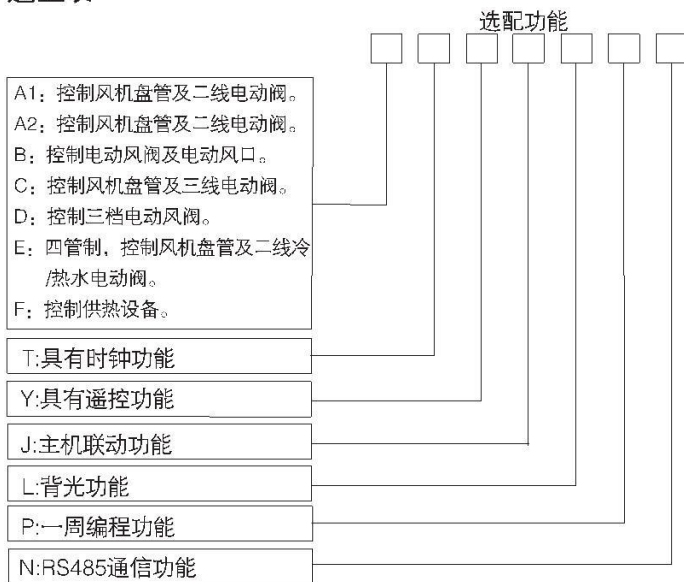 选配功能
A1：控制风机盘管及二线电动阀。
A2：控制风机盘管及二线电动阀。
B：控制电动风阀及电动风口。
C：控制风机盘管及三线电动阀。
D：控制三档电动风阀。
E：四管制，控制风机盘管及二线冷
/热水电动阀。
F：控制供热设备。
T:具有时钟功能
Y:具有遥控功能
J:主机联动功能
L:背光功能
P:一周编程功能
N:RS485通信功能